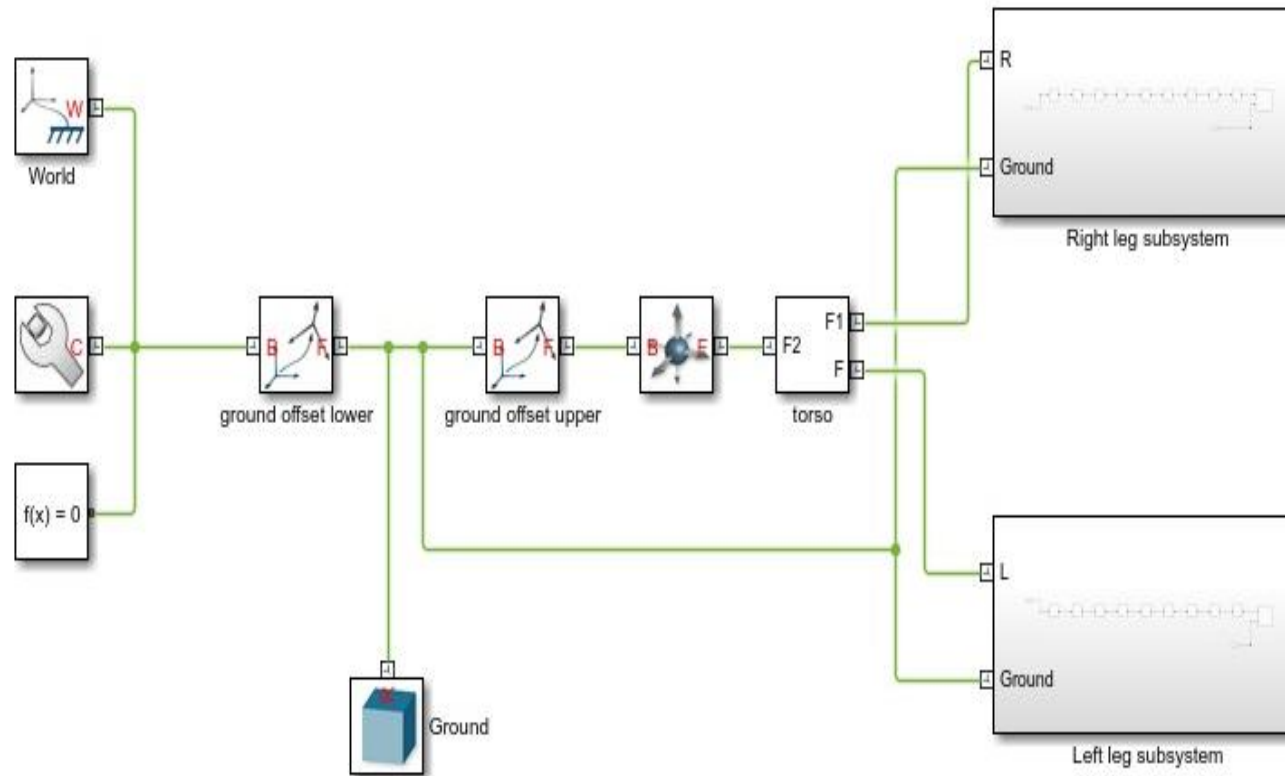 W
World
R
Ground
Right leg subsystem
C
B F
ground offset lower
B F
ground offset upper
B F
F2 F1
F
torso
f(x) = 0
L
Ground
Left leg subsystem
Ground